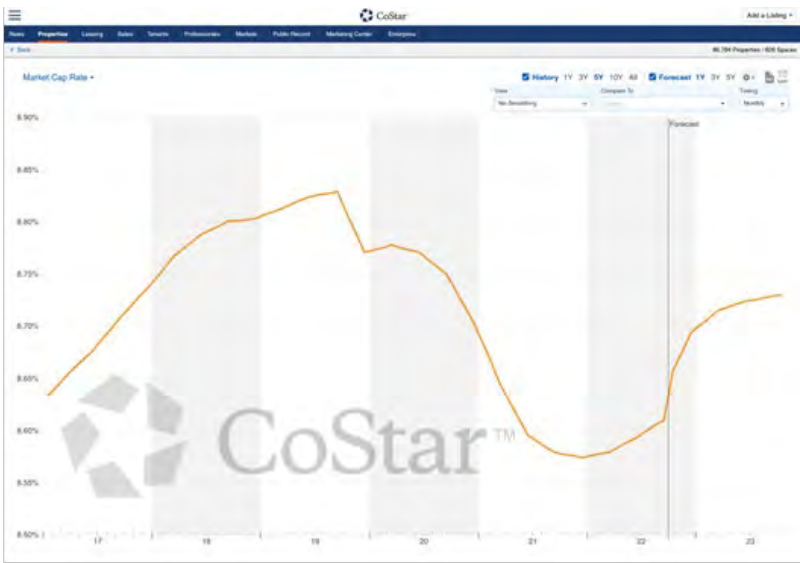 CoStar
Add a Listing
News Properties Leasing Sales Tenants Professionals Markets Public Record Marketing Center Enterprise
Back
Market Cap Rate
History 1Y 3Y 5Y 10Y All Forecast 1Y 3Y 5Y
View Compare To Timing
No Smoothing Monthly
Forecast
8.90%
8.85%
8.80%
8.75%
8.70%
8.65%
8.60%
8.55%
8.50%
CoStar™
17 18 19 20 21 22 23